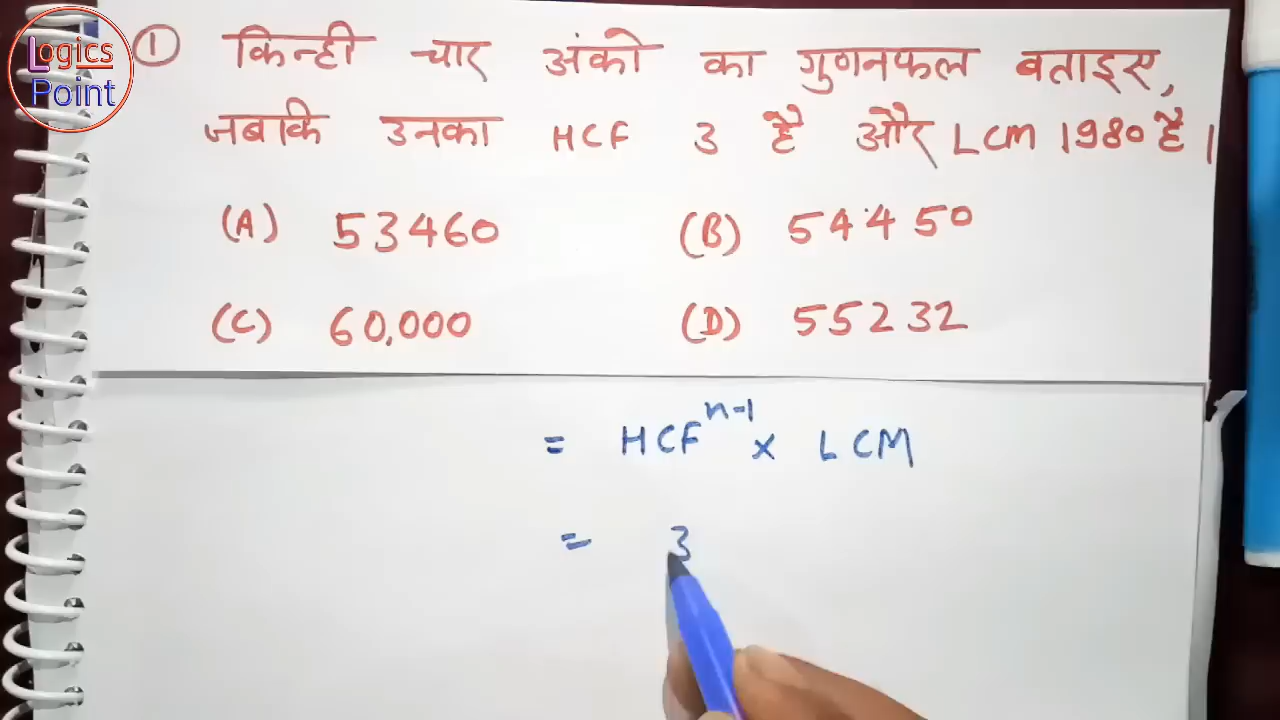 Logics
Point
① किन्ही चार अंको का गुणनफल बताइए,
जबकि उनका HCF 3 है और LCM 1980 है।
(A) 53460 (B) 54450
(C) 60,000 (D) 55232
= HCF^n-1 × LCM
= 3